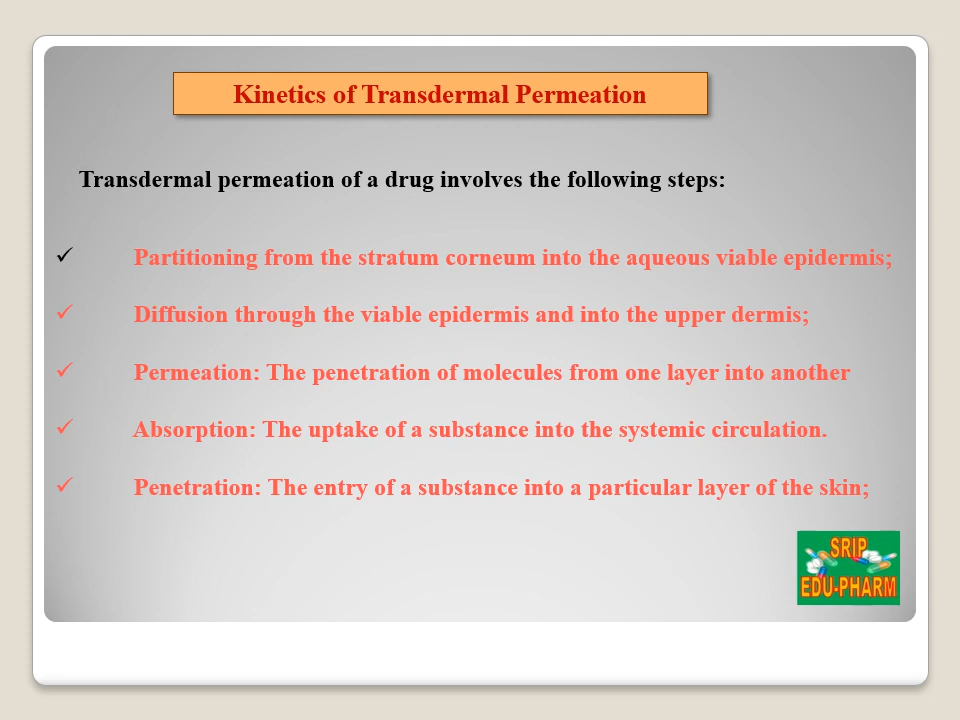 Kinetics of Transdermal Permeation
Transdermal permeation of a drug involves the following steps:
✓ Partitioning from the stratum corneum into the aqueous viable epidermis;
✓ Diffusion through the viable epidermis and into the upper dermis;
✓ Permeation: The penetration of molecules from one layer into another
✓ Absorption: The uptake of a substance into the systemic circulation.
✓ Penetration: The entry of a substance into a particular layer of the skin;
SRIP
EDU-PHARM